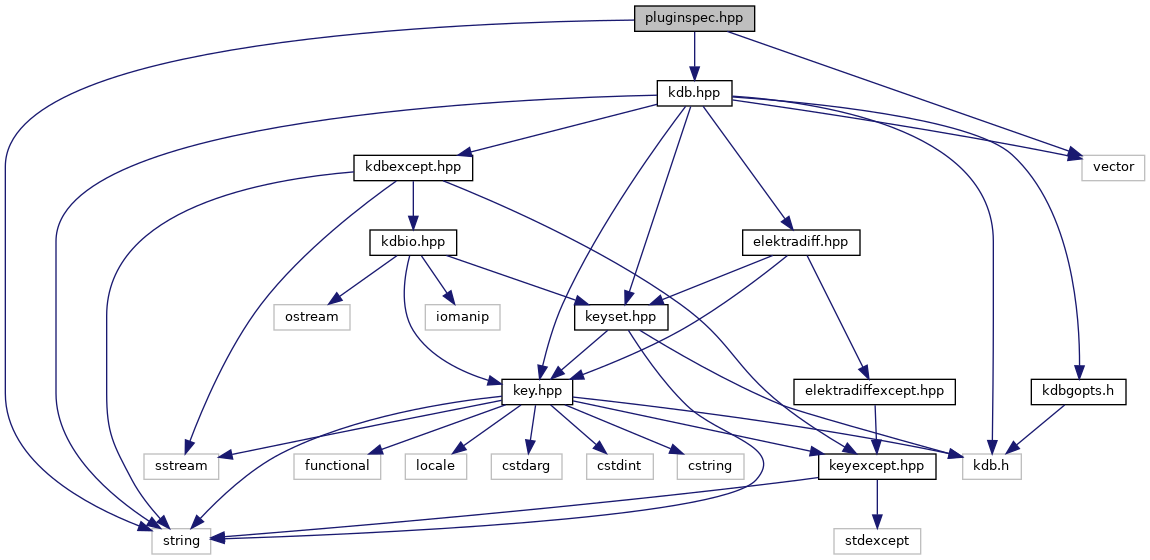 pluginspec.hpp
kdb.hpp
kdbexcept.hpp
vector
kdbio.hpp
elektradiff.hpp
ostream
iomanip
keyset.hpp
key.hpp
elektradiffexcept.hpp
kdbgopts.h
sstream
functional
locale
cstdarg
cstdint
cstring
keyexcept.hpp
kdb.h
string
stdexcept